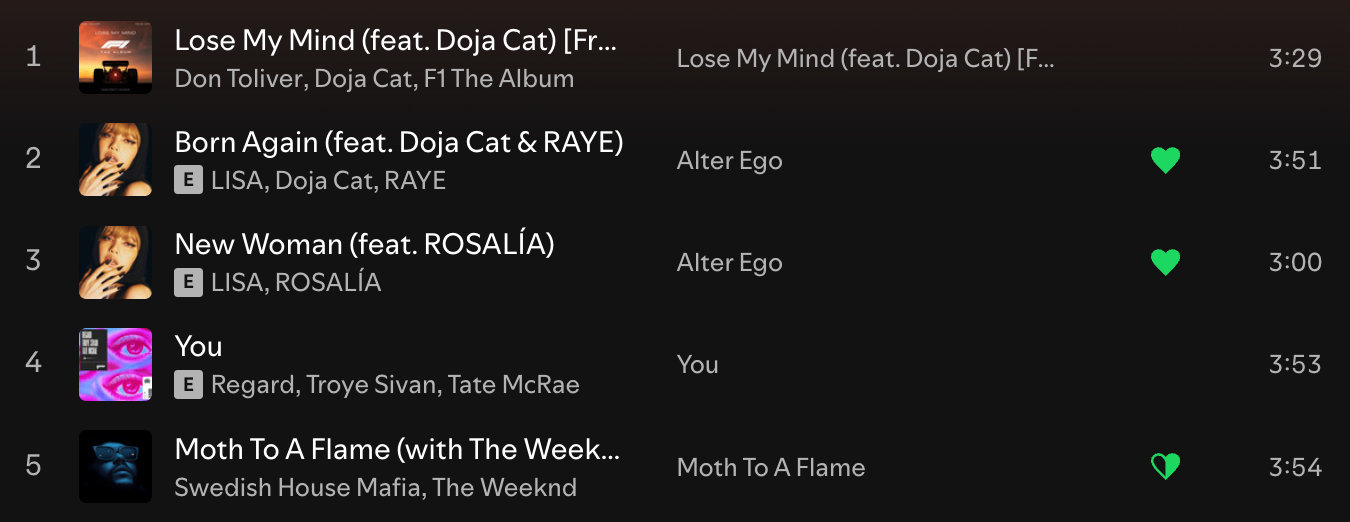 1
Lose My Mind (feat. Doja Cat) [Fr...
Don Toliver, Doja Cat, F1 The Album
Lose My Mind (feat. Doja Cat) [F...
3:29
2
Born Again (feat. Doja Cat & RAYE)
E LISA, Doja Cat, RAYE
Alter Ego
3:51
3
New Woman (feat. ROSALÍA)
E LISA, ROSALÍA
Alter Ego
3:00
4
You
E Regard, Troye Sivan, Tate McRae
You
3:53
5
Moth To A Flame (with The Week...
Swedish House Mafia, The Weeknd
Moth To A Flame
3:54